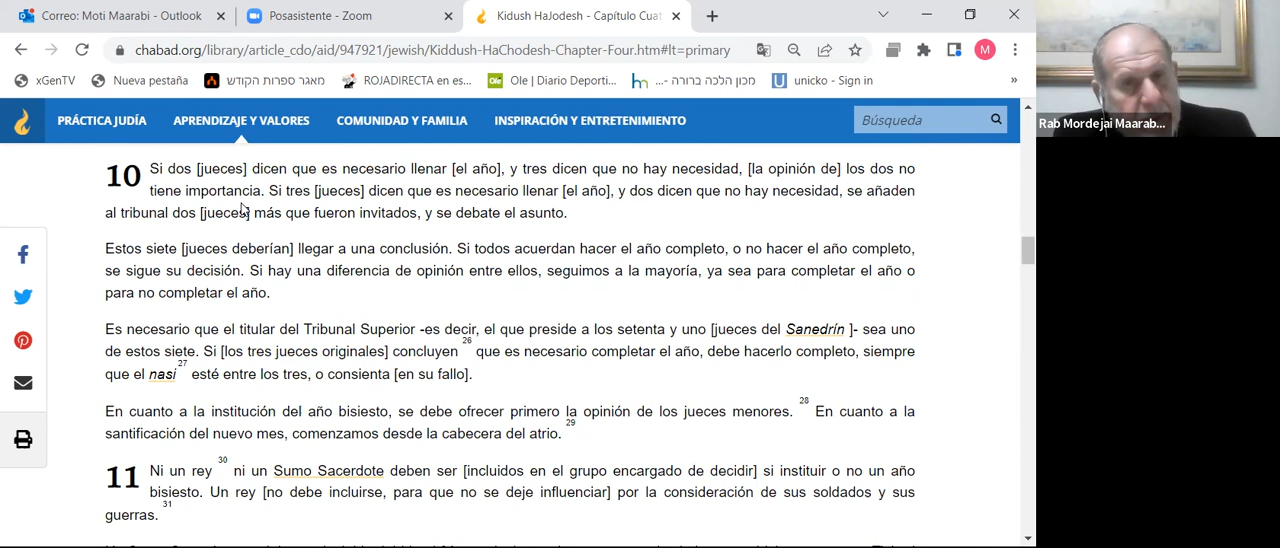 Correo: Moti Maarabi - Outlook
Posasistente - Zoom
Kidush HaJodesh - Capítulo Cuat
chabad.org/library/article_cdo/aid/947921/jewish/Kiddush-HaChodesh-Chapter-Four.htm#lt=primary
M
xGenTV
Nueva pestaña
מאגר ספרות הקודש
ROJADIRECTA en es...
Ole | Diario Deporti...
מכון הלכה ברורה -...
unicko - Sign in
»
PRÁCTICA JUDÍA
APRENDIZAJE Y VALORES
COMUNIDAD Y FAMILIA
INSPIRACIÓN Y ENTRETENIMIENTO
Búsqueda
Rab Mordejai Maarab...
10 Si dos [jueces] dicen que es necesario llenar [el año], y tres dicen que no hay necesidad, [la opinión de] los dos no
tiene importancia. Si tres [jueces] dicen que es necesario llenar [el año], y dos dicen que no hay necesidad, se añaden
al tribunal dos [jueces] más que fueron invitados, y se debate el asunto.
Estos siete [jueces deberían] llegar a una conclusión. Si todos acuerdan hacer el año completo, o no hacer el año completo,
se sigue su decisión. Si hay una diferencia de opinión entre ellos, seguimos a la mayoría, ya sea para completar el año o
para no completar el año.
Es necesario que el titular del Tribunal Superior -es decir, el que preside a los setenta y uno [jueces del Sanedrín ]- sea uno
de estos siete. Si [los tres jueces originales] concluyen 26 que es necesario completar el año, debe hacerlo completo, siempre
que el nasi 27 esté entre los tres, o consienta [en su fallo].
En cuanto a la institución del año bisiesto, se debe ofrecer primero la opinión de los jueces menores. 28 En cuanto a la
santificación del nuevo mes, comenzamos desde la cabecera del atrio. 29
11 Ni un rey 30 ni un Sumo Sacerdote deben ser [incluidos en el grupo encargado de decidir] si instituir o no un año
bisiesto. Un rey [no debe incluirse, para que no se deje influenciar] por la consideración de sus soldados y sus
guerras. 31